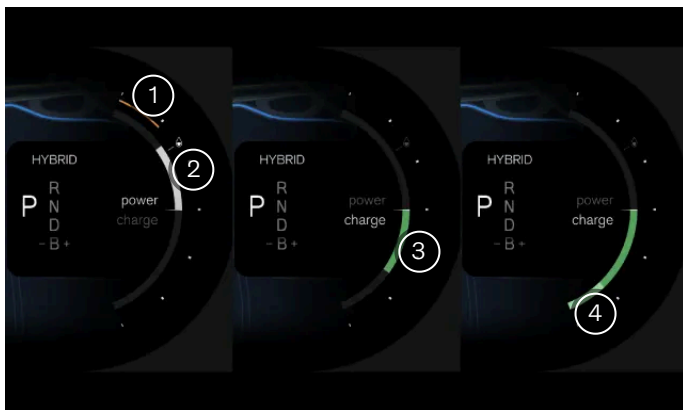 1
2
HYBRID
R
P N
D
- B +
power
charge
HYBRID
R
P N
D
- B +
power
charge
3
HYBRID
R
P N
D
- B +
power
charge
4